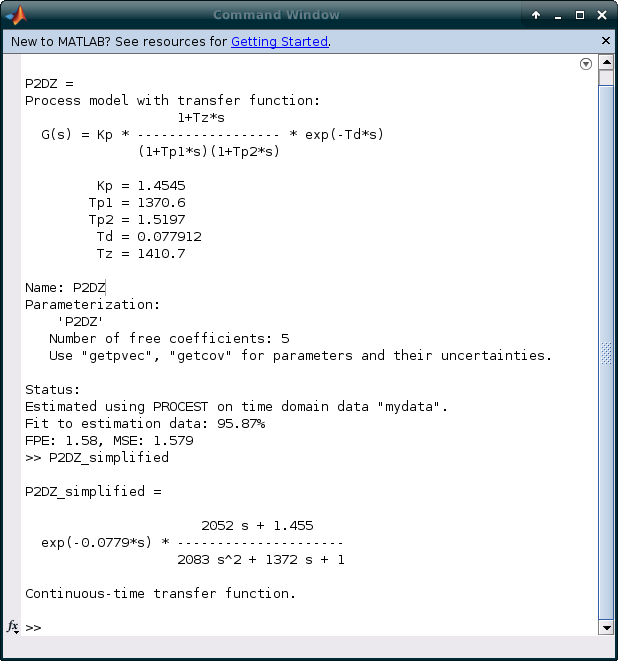 Command Window
New to MATLAB? See resources for Getting Started.
P2DZ =
Process model with transfer function:
1+Tz*s
G(s) = Kp * ------------------ * exp(-Td*s)
(1+Tp1*s)(1+Tp2*s)
Kp = 1.4545
Tp1 = 1370.6
Tp2 = 1.5197
Td = 0.077912
Tz = 1410.7
Name: P2DZ
Parameterization:
'P2DZ'
Number of free coefficients: 5
Use "getpvec", "getcov" for parameters and their uncertainties.
Status:
Estimated using PROCEST on time domain data "mydata".
Fit to estimation data: 95.87%
FPE: 1.58, MSE: 1.579
>> P2DZ_simplified
P2DZ_simplified =
2052 s + 1.455
exp(-0.0779*s) * ---------------------
2083 s^2 + 1372 s + 1
Continuous-time transfer function.
fx >>